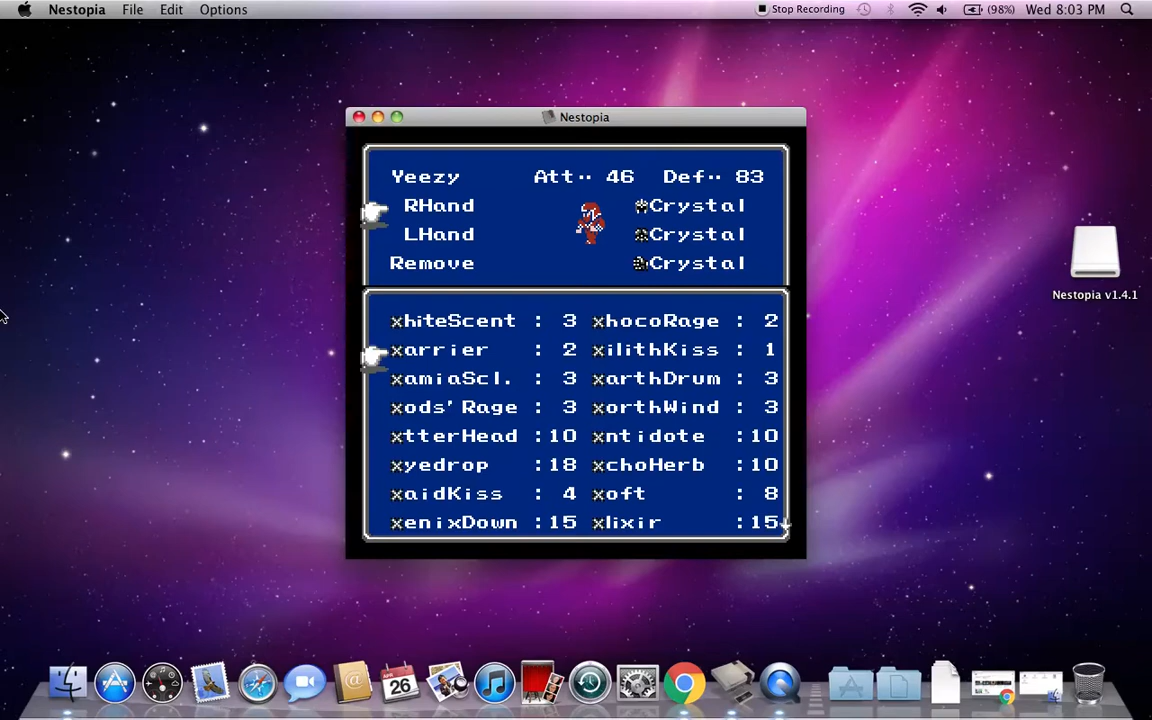 Nestopia File Edit Options Stop Recording (98%) Wed 8:03 PM
Nestopia
Yeezy Att‥ 46 Def‥ 83
RHand Crystal
LHand Crystal
Remove Crystal
Nestopia v1.4.1
xhiteScent : 3 xhocoRage : 2
xarrier : 2 xilithKiss : 1
xamiaScl. : 3 xarthDrum : 3
xods'Rage : 3 xorthWind : 3
xtterHead :10 xntidote :10
xyedrop :18 xchoHerb :10
xaidKiss : 4 xoft : 8
xenixDown :15 xlixir :15
APR
26